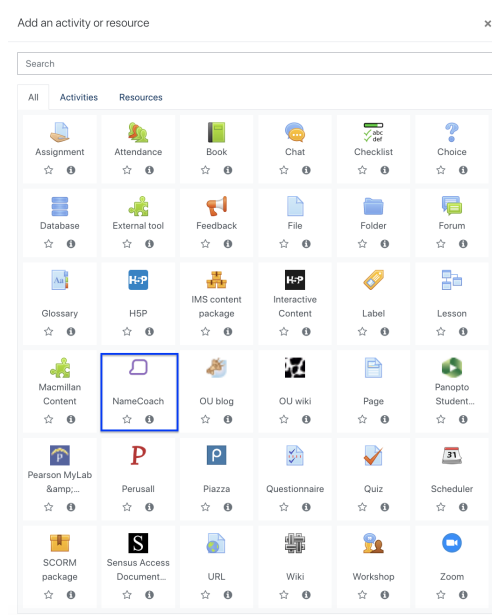 Add an activity or resource ×
Search
All Activities Resources
Assignment Attendance Book Chat Checklist Choice
Database External tool Feedback File Folder Forum
Glossary H5P IMS content package Interactive Content Label Lesson
Macmillan Content NameCoach OU blog OU wiki Page Panopto Student...
Pearson MyLab &amp;... Perusall Piazza Questionnaire Quiz Scheduler
SCORM package Sensus Access Document... URL Wiki Workshop Zoom